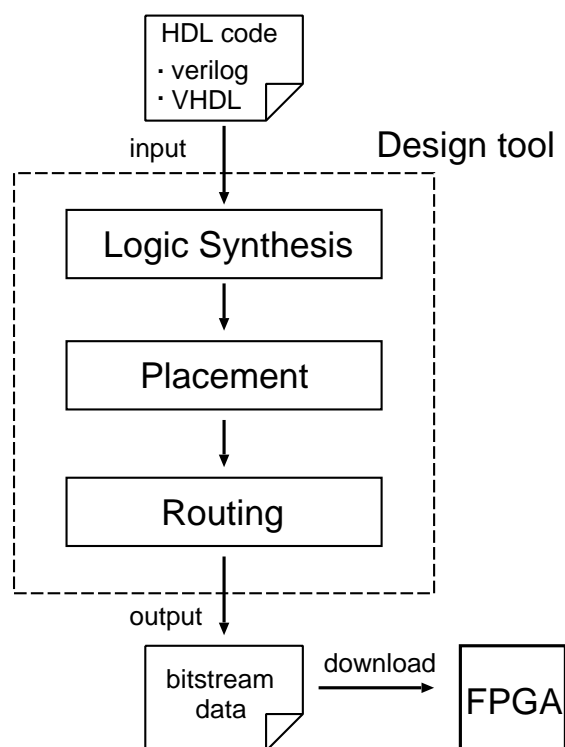 HDL code
・verilog
・VHDL
input
Design tool
Logic Synthesis
Placement
Routing
output
bitstream
data
download
FPGA